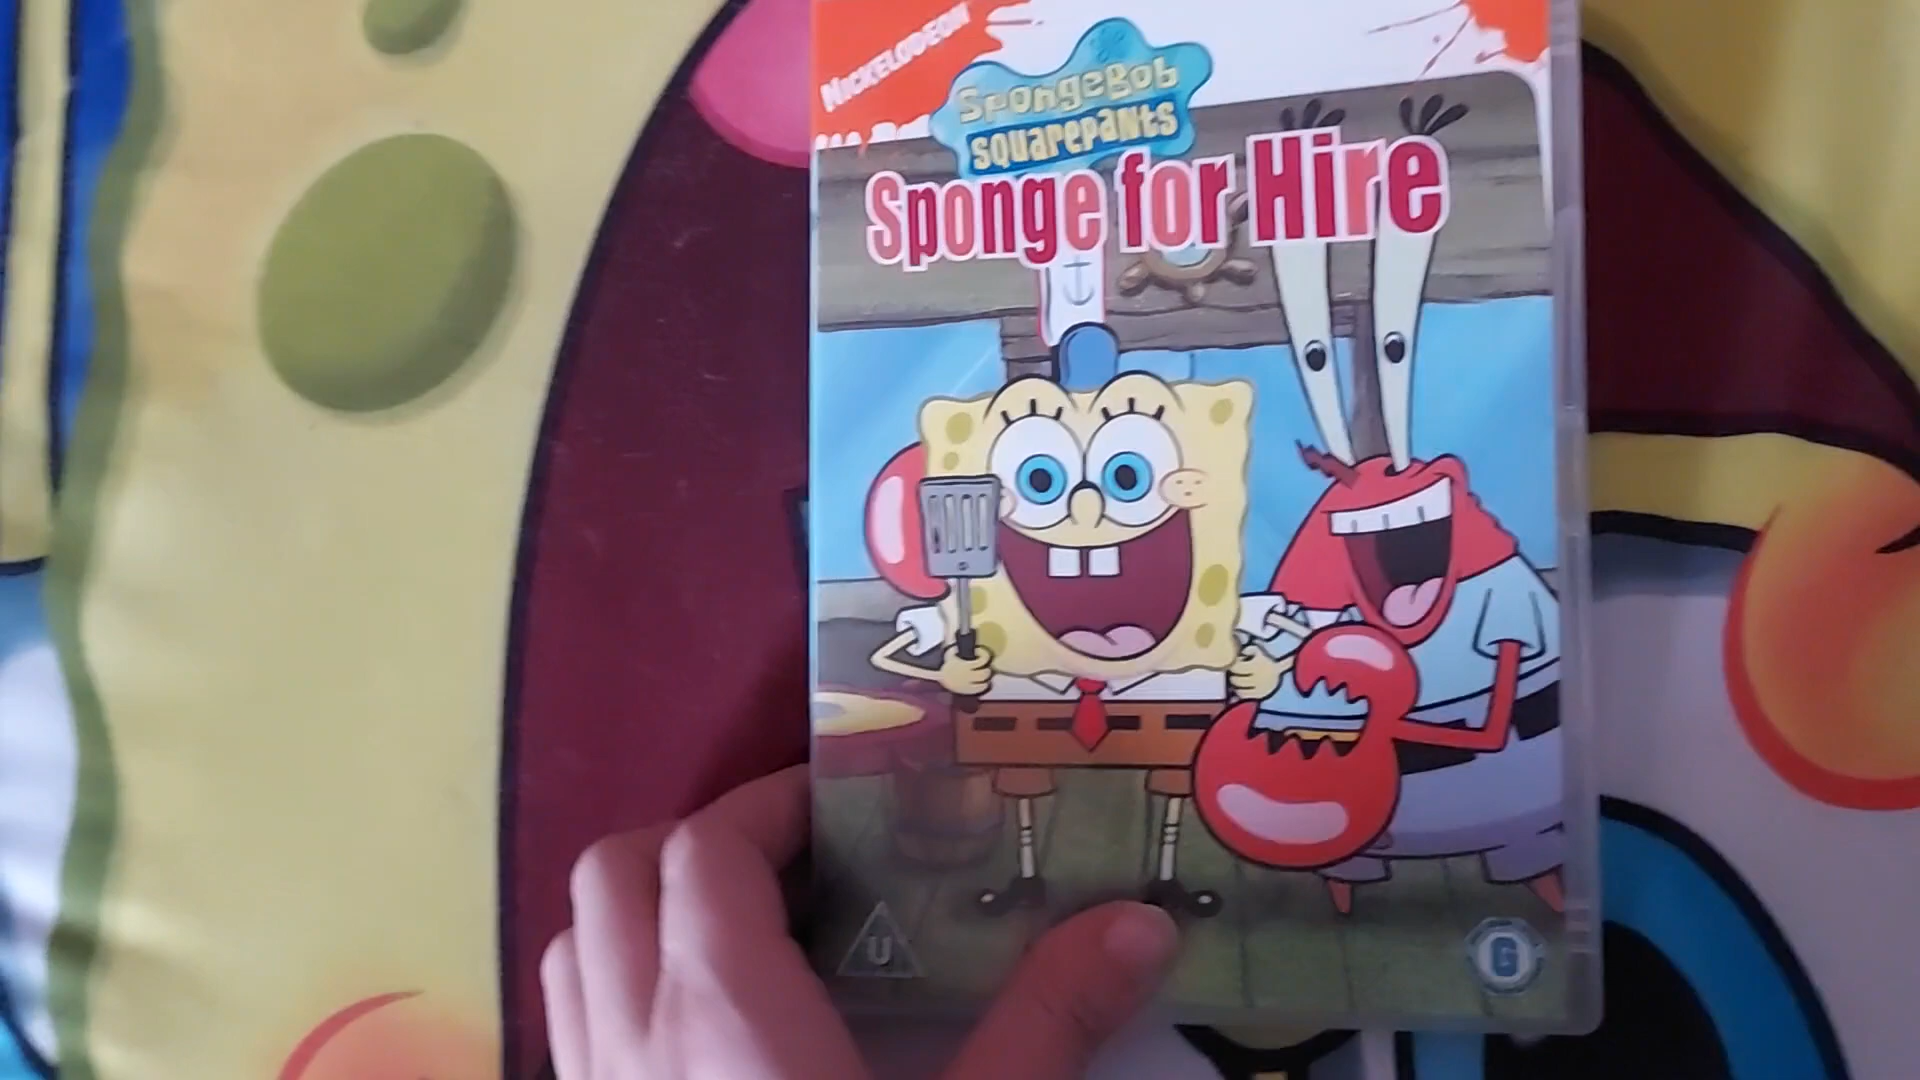 NICKELODEON
SpongeBob
SQUAREPANTS
Sponge for Hire
U
G